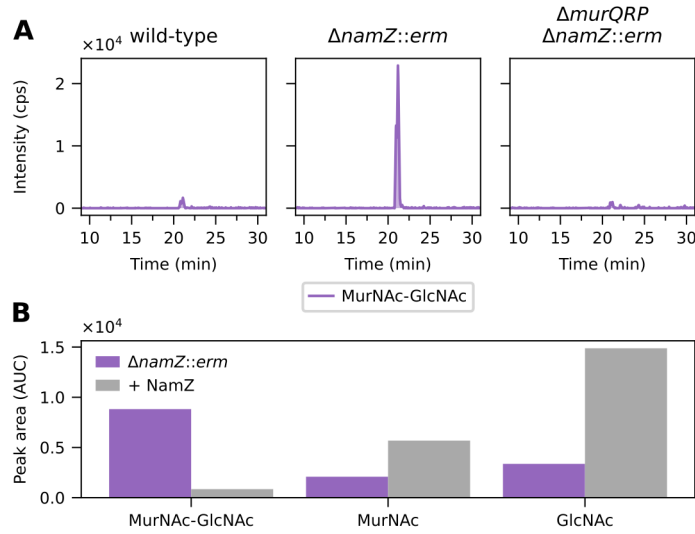 A
×10⁴ wild-type
ΔnamZ::erm
ΔmurQRP
ΔnamZ::erm
Intensity (cps)
2
1
0
10 15 20 25 30
10 15 20 25 30
10 15 20 25 30
Time (min)
Time (min)
Time (min)
MurNAc-GlcNAc
B
×10⁴
Peak area (AUC)
1.5
1.0
0.5
0.0
ΔnamZ::erm
+ NamZ
MurNAc-GlcNAc
MurNAc
GlcNAc